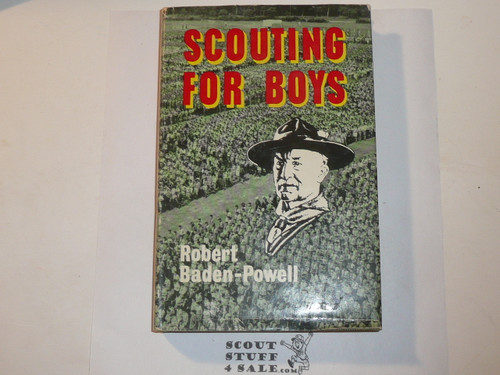 SCOUTING
FOR BOYS
Robert
Baden-Powell
SCOUT
STUFF
4 SALE.com